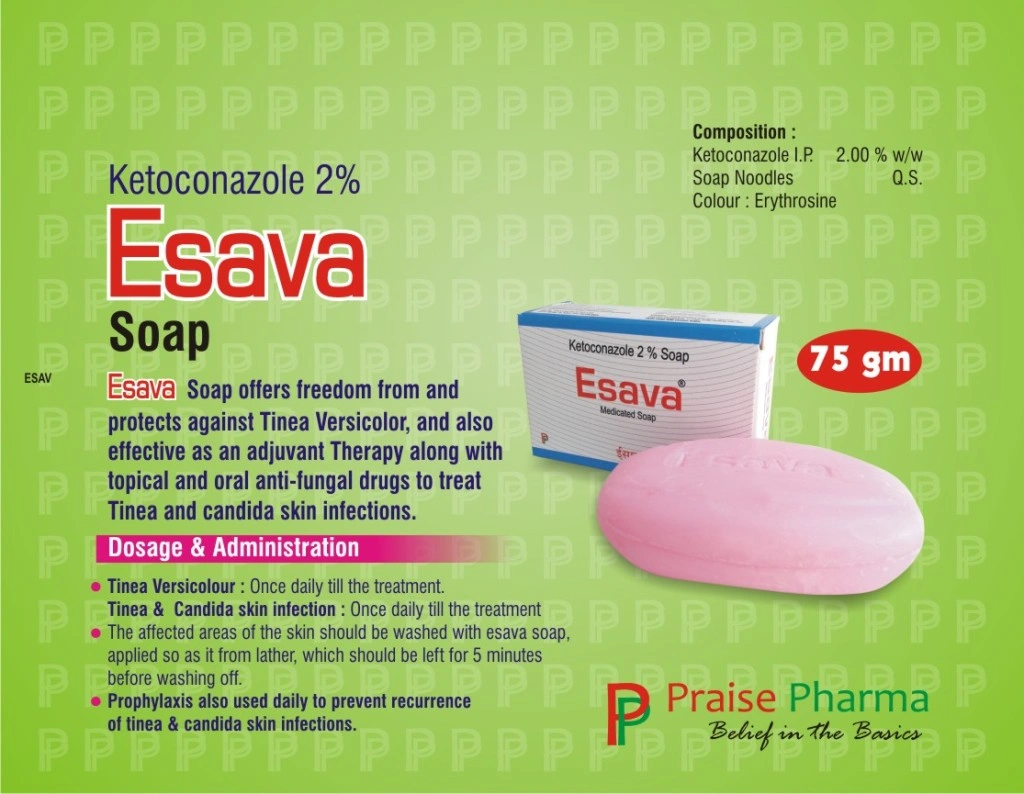 Composition :
Ketoconazole I.P. 2.00 % w/w
Soap Noodles Q.S.
Colour : Erythrosine
Ketoconazole 2%
Esava
Soap
ESAV
Esava Soap offers freedom from and
protects against Tinea Versicolor, and also
effective as an adjuvant Therapy along with
topical and oral anti-fungal drugs to treat
Tinea and candida skin infections.
Ketoconazole 2 % Soap
Esava®
Medicated Soap
75 gm
Esava
Dosage & Administration
• Tinea Versicolour : Once daily till the treatment.
Tinea & Candida skin infection : Once daily till the treatment
• The affected areas of the skin should be washed with esava soap,
applied so as it from lather, which should be left for 5 minutes
before washing off.
• Prophylaxis also used daily to prevent recurrence
of tinea & candida skin infections.
Praise Pharma
Belief in the Basics